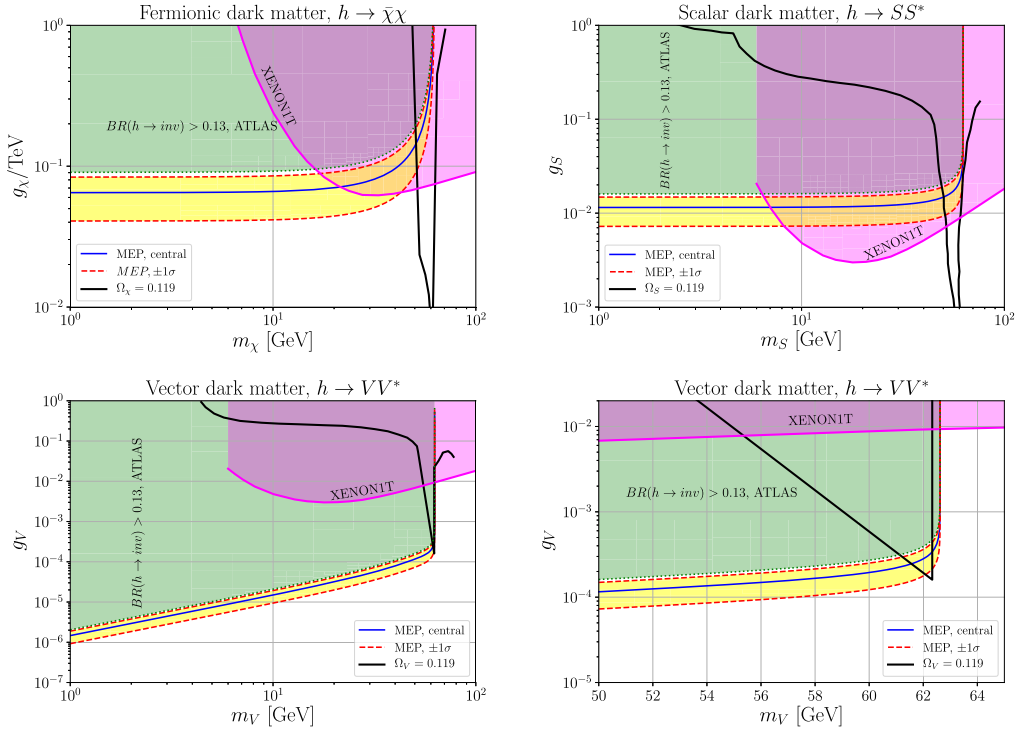 Fermionic dark matter, h → χ̄χ
10⁰
10⁻¹
10⁻²
g_χ/TeV
XENON1T
BR(h → inv) > 0.13, ATLAS
MEP, central
MEP, ±1σ
Ω_χ = 0.119
10⁰
10¹
10²
m_χ [GeV]
Scalar dark matter, h → SS*
10⁰
10⁻¹
10⁻²
10⁻³
g_S
BR(h → inv) > 0.13, ATLAS
XENON1T
MEP, central
MEP, ±1σ
Ω_S = 0.119
10⁰
10¹
10²
m_S [GeV]
Vector dark matter, h → VV*
10⁰
10⁻¹
10⁻²
10⁻³
10⁻⁴
10⁻⁵
10⁻⁶
10⁻⁷
g_V
BR(h → inv) > 0.13, ATLAS
XENON1T
MEP, central
MEP, ±1σ
Ω_V = 0.119
10⁰
10¹
10²
m_V [GeV]
Vector dark matter, h → VV*
10⁻²
10⁻³
10⁻⁴
10⁻⁵
g_V
XENON1T
BR(h → inv) > 0.13, ATLAS
MEP, central
MEP, ±1σ
Ω_V = 0.119
50 52 54 56 58 60 62 64
m_V [GeV]